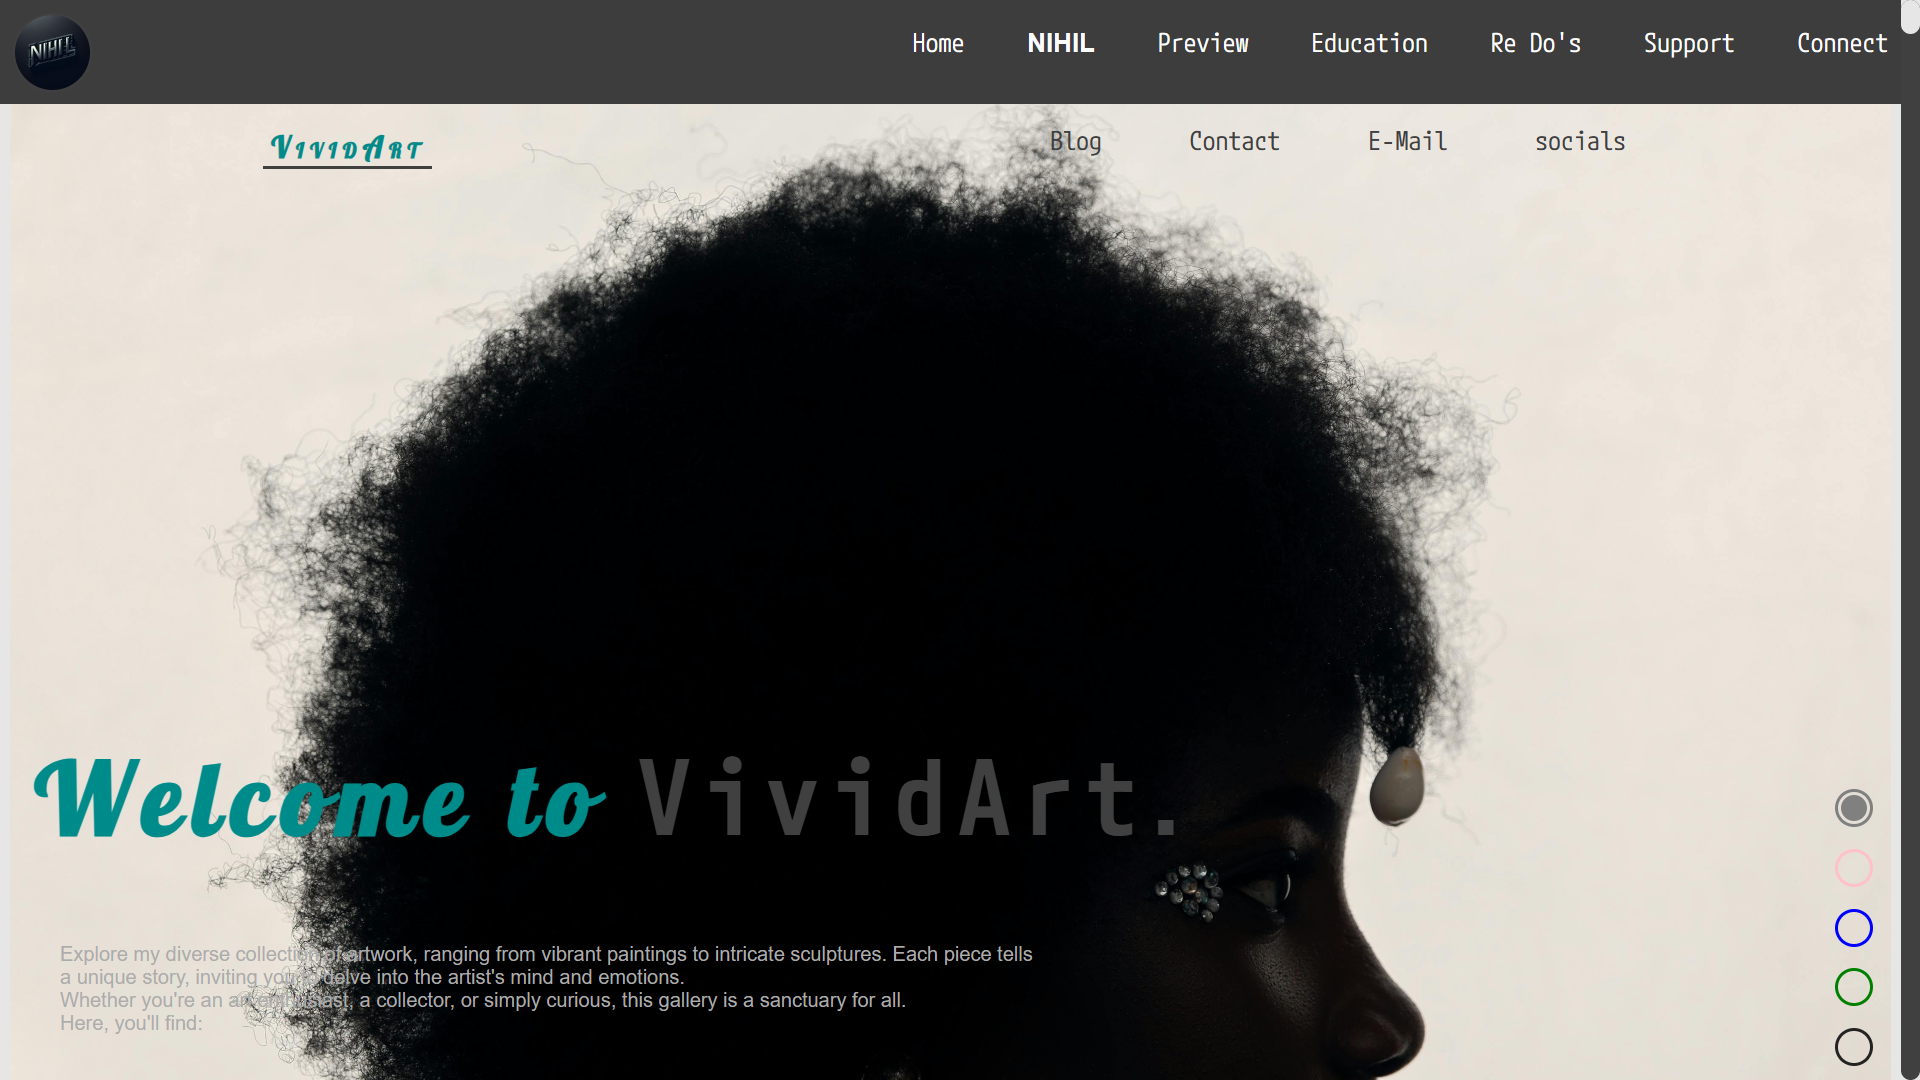 NIHIL
Home NIHIL Preview Education Re Do's Support Connect
VividArt
Blog Contact E-Mail socials
Welcome to VividArt.
Explore my diverse collection of artwork, ranging from vibrant paintings to intricate sculptures. Each piece tells
a unique story, inviting you to delve into the artist's mind and emotions.
Whether you're an art enthusiast, a collector, or simply curious, this gallery is a sanctuary for all.
Here, you'll find: